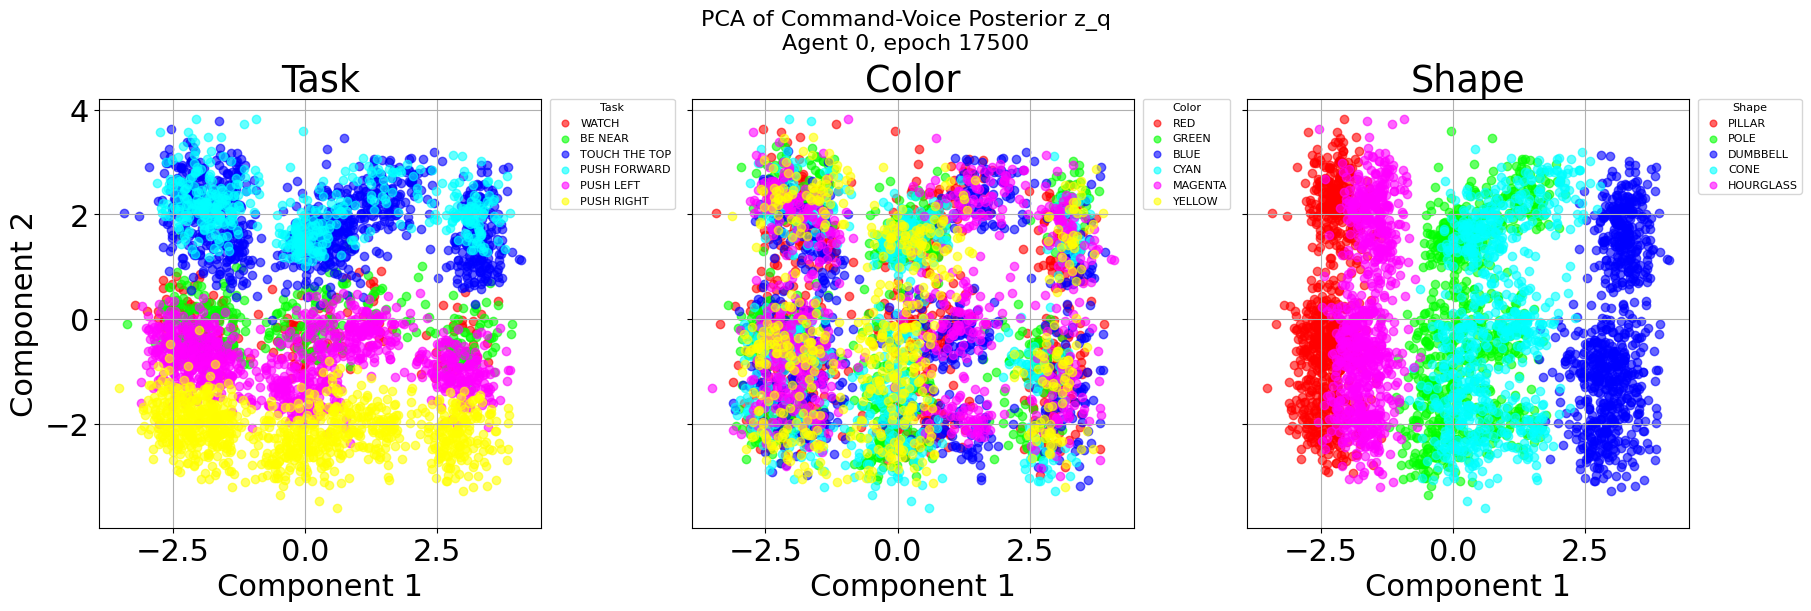 PCA of Command-Voice Posterior z_q
Agent 0, epoch 17500
Task
Component 2
4
2
0
−2
−2.5
0.0
2.5
Component 1
Task
WATCH
BE NEAR
TOUCH THE TOP
PUSH FORWARD
PUSH LEFT
PUSH RIGHT
Color
−2.5
0.0
2.5
Component 1
Color
RED
GREEN
BLUE
CYAN
MAGENTA
YELLOW
Shape
−2.5
0.0
2.5
Component 1
Shape
PILLAR
POLE
DUMBBELL
CONE
HOURGLASS